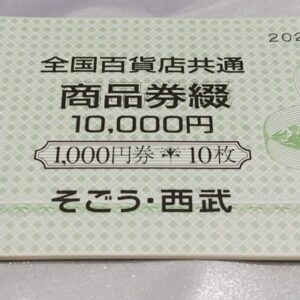 202
全国百貨店共通
商品券綴
10,000円
1,000円券 10枚
そごう・西武